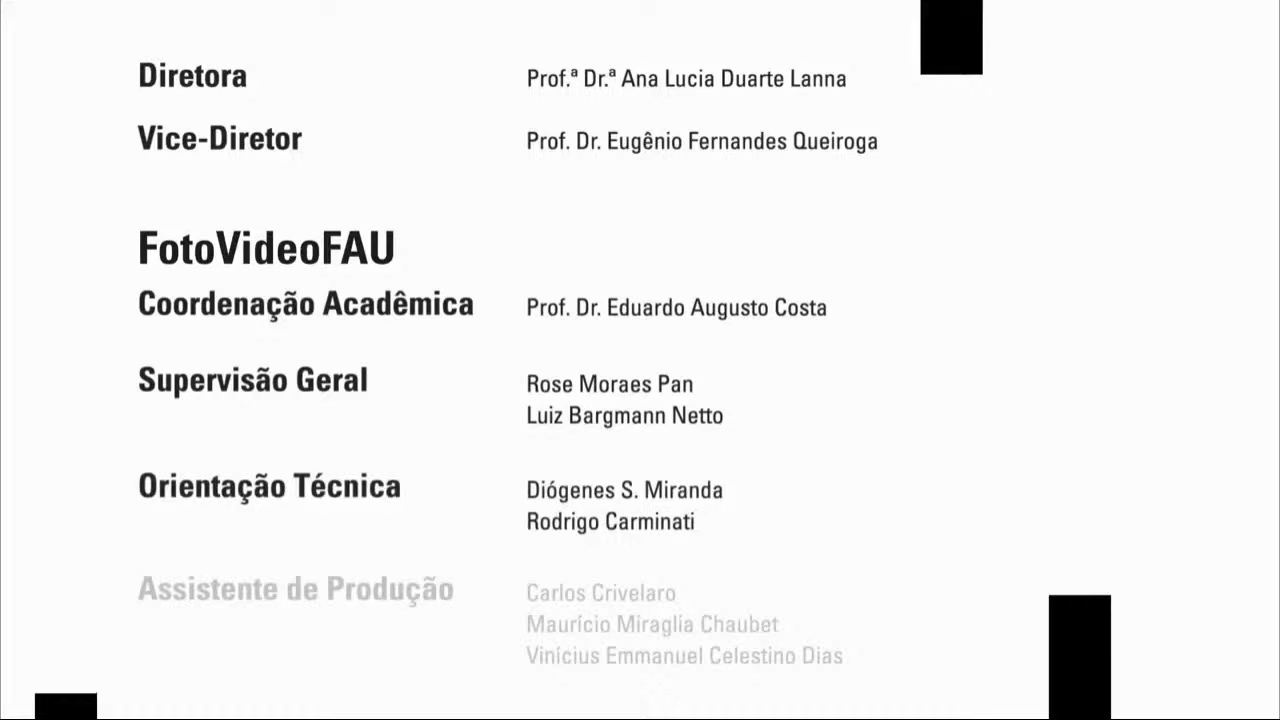 Diretora Prof.ª Dr.ª Ana Lucia Duarte Lanna
Vice-Diretor Prof. Dr. Eugênio Fernandes Queiroga
FotoVideoFAU
Coordenação Acadêmica Prof. Dr. Eduardo Augusto Costa
Supervisão Geral Rose Moraes Pan
Luiz Bargmann Netto
Orientação Técnica Diógenes S. Miranda
Rodrigo Carminati
Assistente de Produção Carlos Crivelaro
Maurício Miraglia Chaubet
Vinícius Emmanuel Celestino Dias